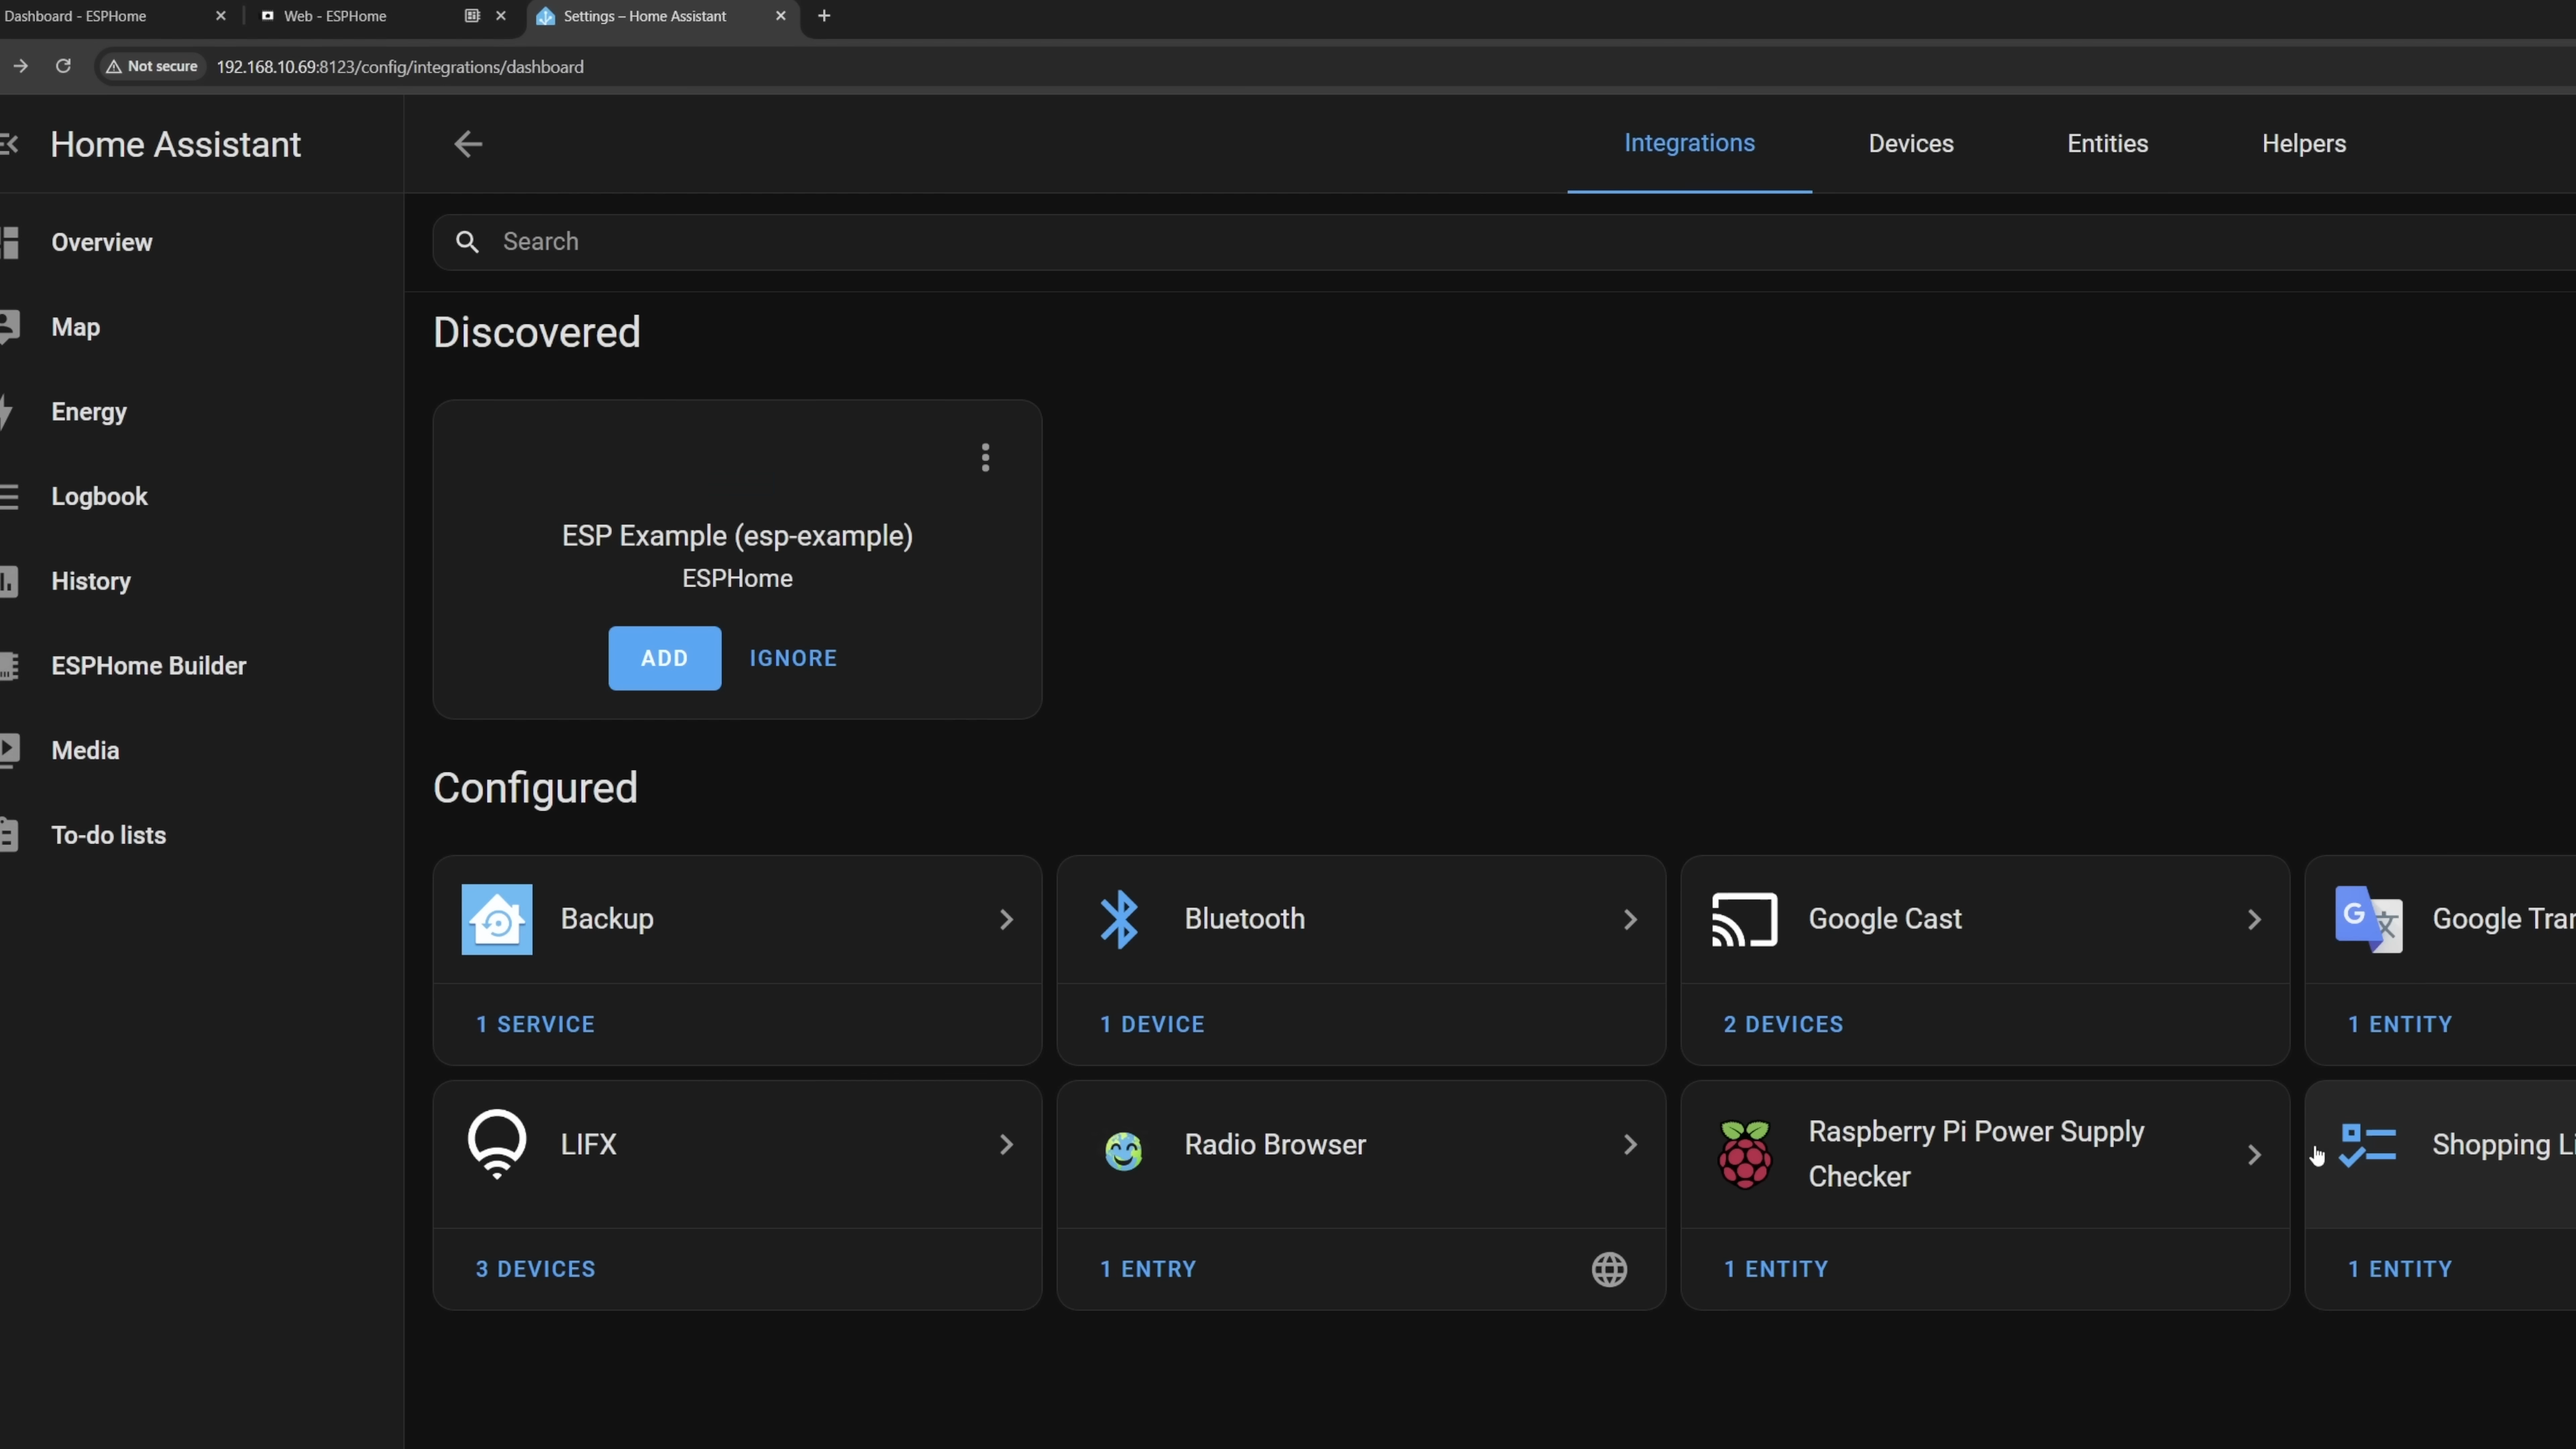 Dashboard - ESPHome
Web - ESPHome
Settings – Home Assistant
Not secure
192.168.10.69:8123/config/integrations/dashboard
Home Assistant
Integrations
Devices
Entities
Helpers
Overview
Search
Map
Discovered
Energy
Logbook
ESP Example (esp-example)
ESPHome
History
ADD
IGNORE
ESPHome Builder
Media
Configured
To-do lists
Backup
Bluetooth
Google Cast
G
文
Google
1 SERVICE
1 DEVICE
2 DEVICES
1 ENTITY
LIFX
Radio Browser
Raspberry Pi Power Supply
Checker
Shopping
3 DEVICES
1 ENTRY
1 ENTITY
1 ENTITY